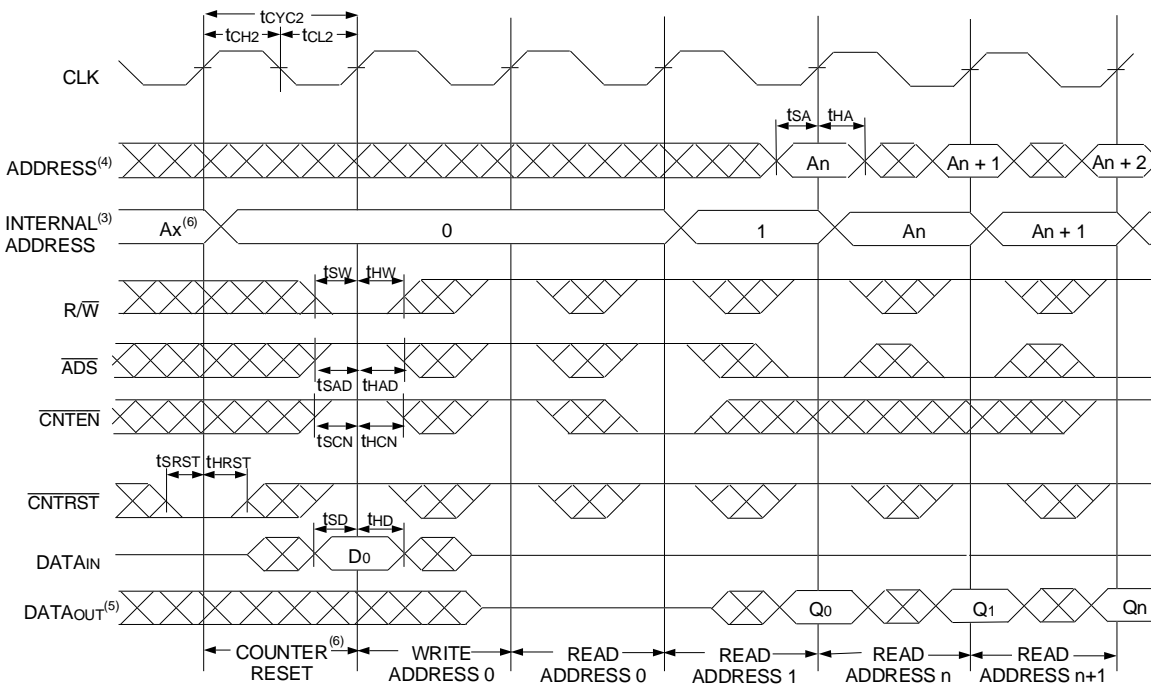 tCYC2
tCH2 tCL2
CLK
tSA tHA
ADDRESS(4) An An + 1 An + 2
INTERNAL(3) ADDRESS Ax(6) 0 1 An An + 1
tSW tHW
R/W̅
A̅D̅S̅
tSAD tHAD
C̅N̅T̅E̅N̅
tSCN tHCN
tSRST tHRST
C̅N̅T̅R̅S̅T̅
tSD tHD
DATAIN D0
DATAOUT(5) Q0 Q1 Qn
COUNTER(6) RESET
WRITE ADDRESS 0
READ ADDRESS 0
READ ADDRESS 1
READ ADDRESS n
READ ADDRESS n+1